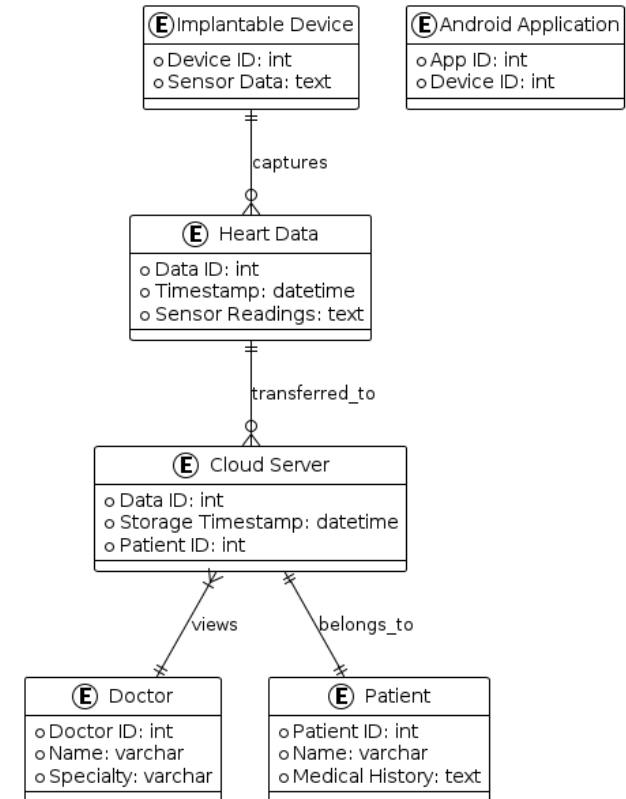 E Implantable Device
Device ID: int
Sensor Data: text
E Android Application
App ID: int
Device ID: int
captures
E Heart Data
Data ID: int
Timestamp: datetime
Sensor Readings: text
transferred_to
E Cloud Server
Data ID: int
Storage Timestamp: datetime
Patient ID: int
views
belongs_to
E Doctor
Doctor ID: int
Name: varchar
Specialty: varchar
E Patient
Patient ID: int
Name: varchar
Medical History: text